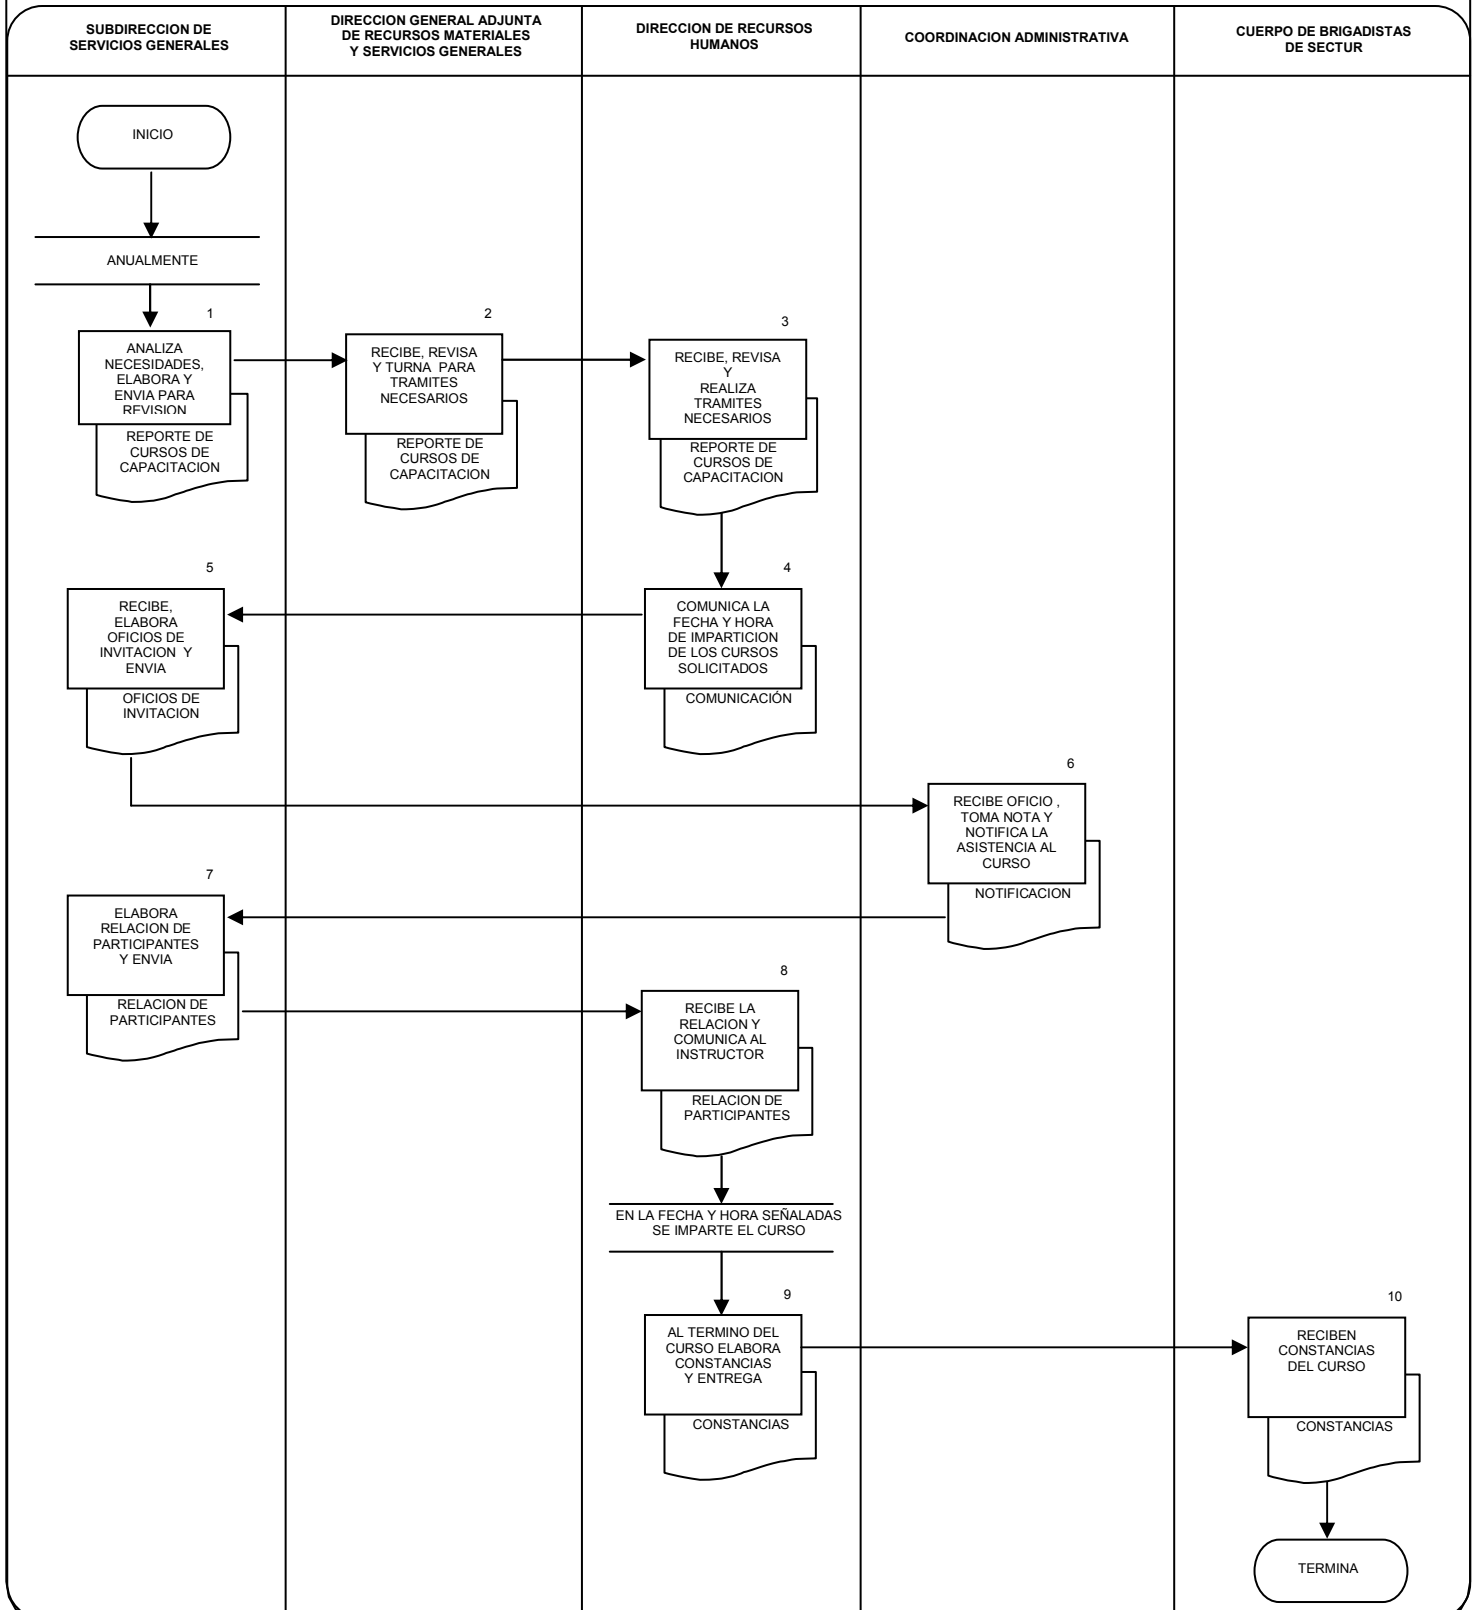 SUBDIRECCION DE
SERVICIOS GENERALES
DIRECCION GENERAL ADJUNTA
DE RECURSOS MATERIALES
Y SERVICIOS GENERALES
DIRECCION DE RECURSOS
HUMANOS
COORDINACION ADMINISTRATIVA
CUERPO DE BRIGADISTAS
DE SECTUR
INICIO
ANUALMENTE
1
ANALIZA
NECESIDADES,
ELABORA Y
ENVIA PARA
REVISION
REPORTE DE
CURSOS DE
CAPACITACION
2
RECIBE, REVISA
Y TURNA PARA
TRAMITES
NECESARIOS
REPORTE DE
CURSOS DE
CAPACITACION
3
RECIBE, REVISA
Y
REALIZA
TRAMITES
NECESARIOS
REPORTE DE
CURSOS DE
CAPACITACION
4
COMUNICA LA
FECHA Y HORA
DE IMPARTICION
DE LOS CURSOS
SOLICITADOS
COMUNICACIÓN
5
RECIBE,
ELABORA
OFICIOS DE
INVITACION Y
ENVIA
OFICIOS DE
INVITACION
6
RECIBE OFICIO ,
TOMA NOTA Y
NOTIFICA LA
ASISTENCIA AL
CURSO
NOTIFICACION
7
ELABORA
RELACION DE
PARTICIPANTES
Y ENVIA
RELACION DE
PARTICIPANTES
8
RECIBE LA
RELACION Y
COMUNICA AL
INSTRUCTOR
RELACION DE
PARTICIPANTES
EN LA FECHA Y HORA SEÑALADAS
SE IMPARTE EL CURSO
9
AL TERMINO DEL
CURSO ELABORA
CONSTANCIAS
Y ENTREGA
CONSTANCIAS
10
RECIBEN
CONSTANCIAS
DEL CURSO
CONSTANCIAS
TERMINA